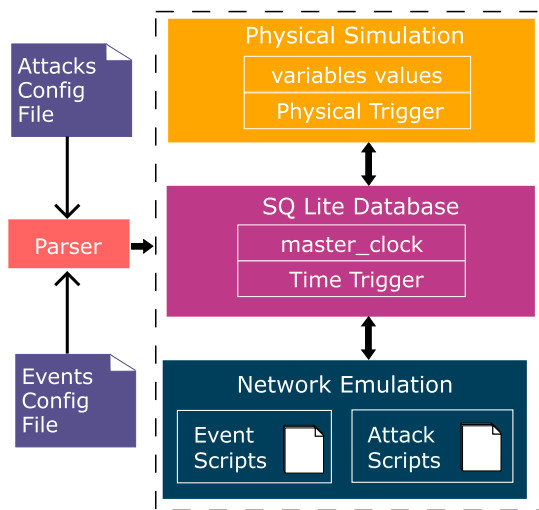 Attacks
Config
File
Parser
Events
Config
File
Physical Simulation
variables values
Physical Trigger
SQ Lite Database
master_clock
Time Trigger
Network Emulation
Event
Scripts
Attack
Scripts